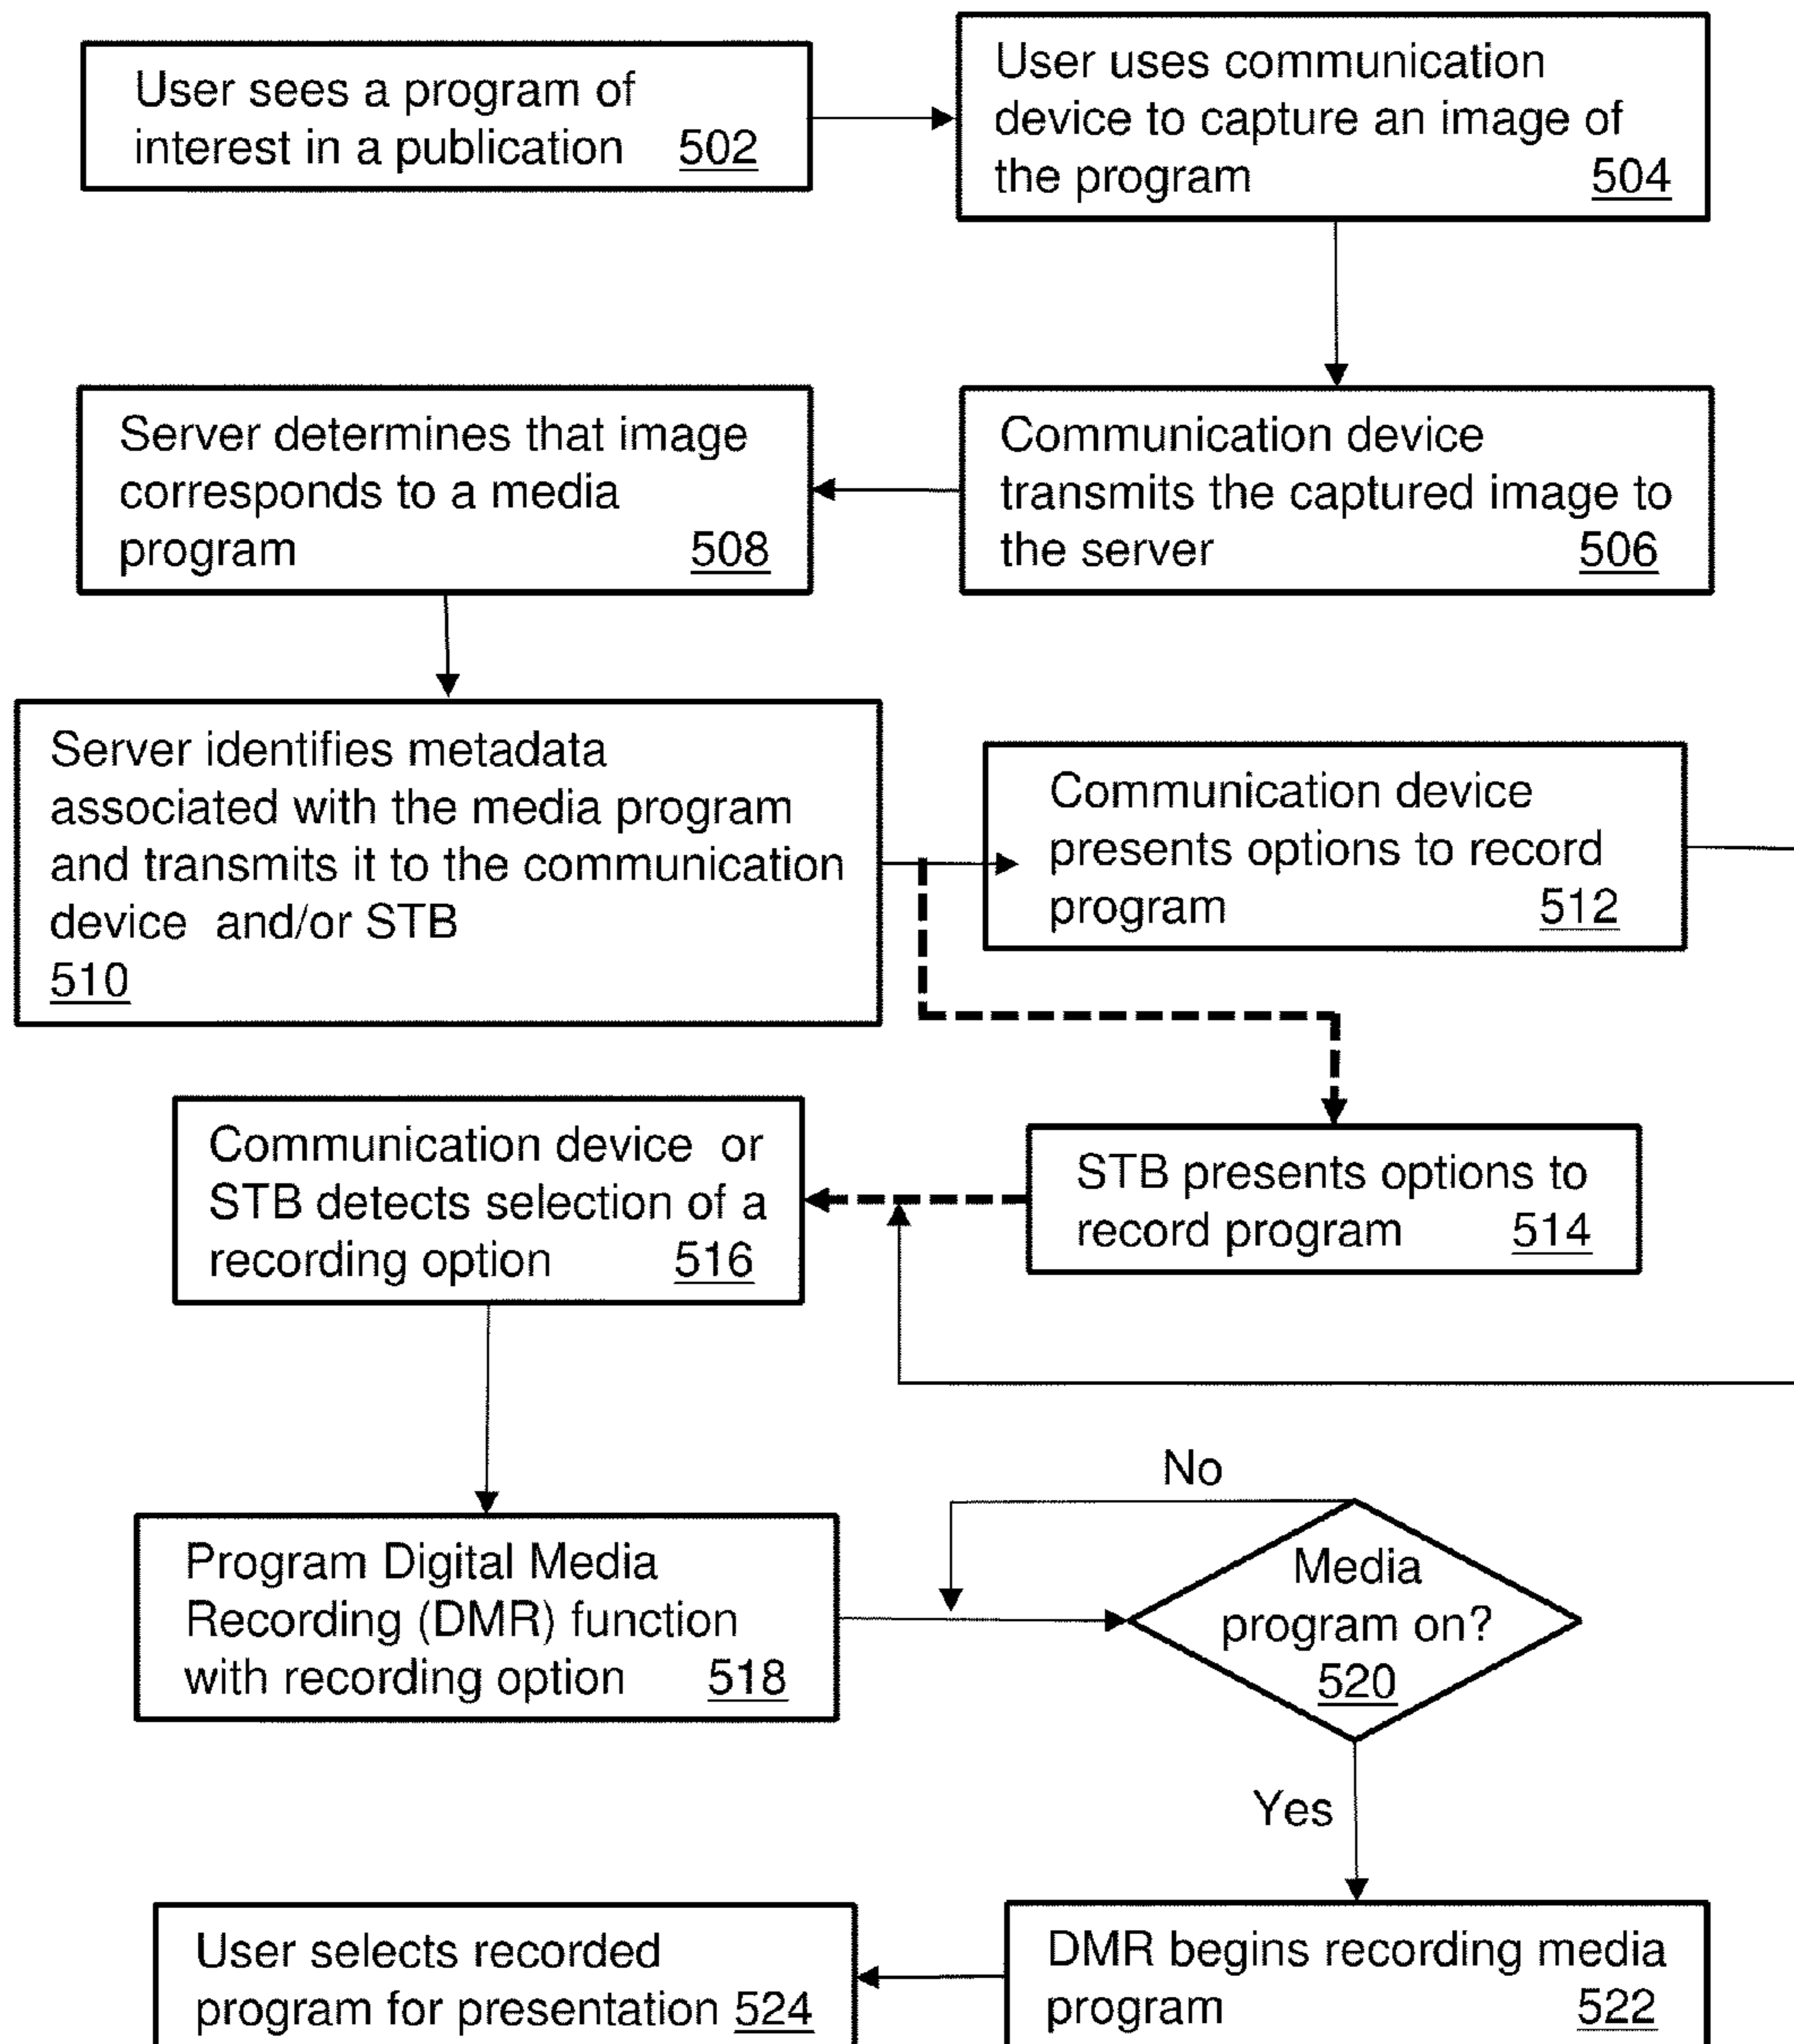 User sees a program of
interest in a publication 502
User uses communication
device to capture an image of
the program 504
Communication device
transmits the captured image to
the server 506
Server determines that image
corresponds to a media
program 508
Server identifies metadata
associated with the media program
and transmits it to the communication
device and/or STB
510
Communication device
presents options to record
program 512
STB presents options to
record program 514
Communication device or
STB detects selection of a
recording option 516
Program Digital Media
Recording (DMR) function
with recording option 518
No
Media
program on?
520
Yes
DMR begins recording media
program 522
User selects recorded
program for presentation 524